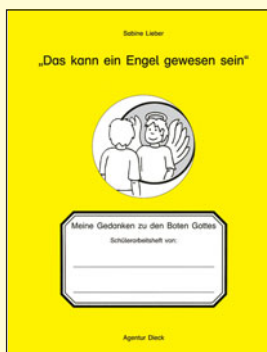 Sabine Lieber
„Das kann ein Engel gewesen sein“
Meine Gedanken zu den Boten Gottes
Schülerarbeitsheft von:
Agentur Dieck